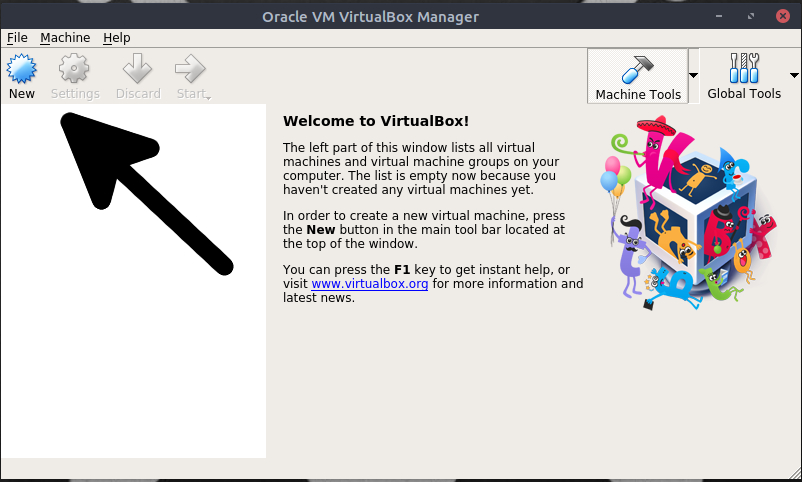 Oracle VM VirtualBox Manager
File Machine Help
New Settings Discard Start Machine Tools Global Tools
Welcome to VirtualBox!
The left part of this window lists all virtual
machines and virtual machine groups on your
computer. The list is empty now because you
haven't created any virtual machines yet.
In order to create a new virtual machine, press
the New button in the main tool bar located at
the top of the window.
You can press the F1 key to get instant help, or
visit www.virtualbox.org for more information and
latest news.